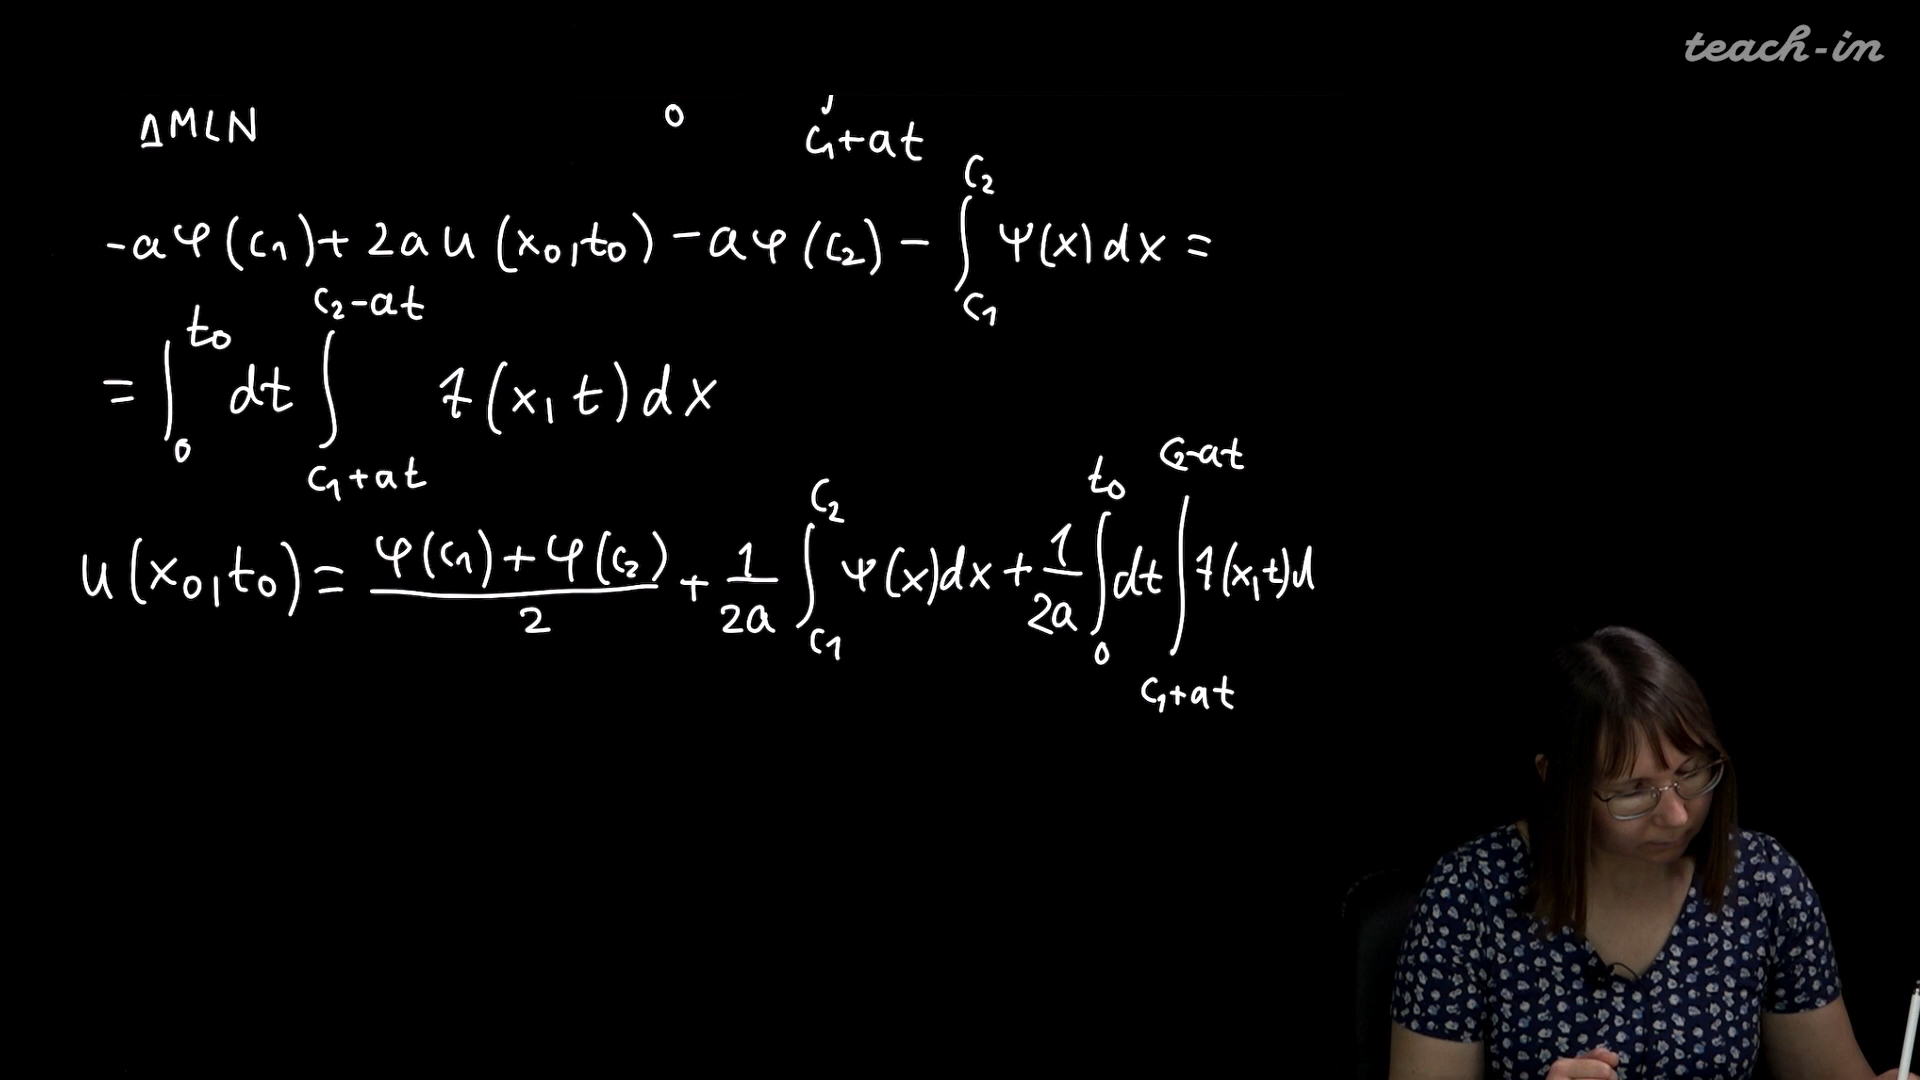 teach-in
ΔMLN 0 c₁+at
-aφ(c₁)+2au(x₀,t₀)-aφ(c₂)-∫_{c₁}^{c₂} ψ(x)dx=
=∫₀^{t₀} dt ∫_{c₁+at}^{c₂-at} f(x,t)dx
u(x₀,t₀)= (φ(c₁)+φ(c₂))/2 + 1/2a ∫_{c₁}^{c₂} ψ(x)dx + 1/2a ∫₀^{t₀} dt ∫_{c₁+at}^{c₂-at} f(x,t)d